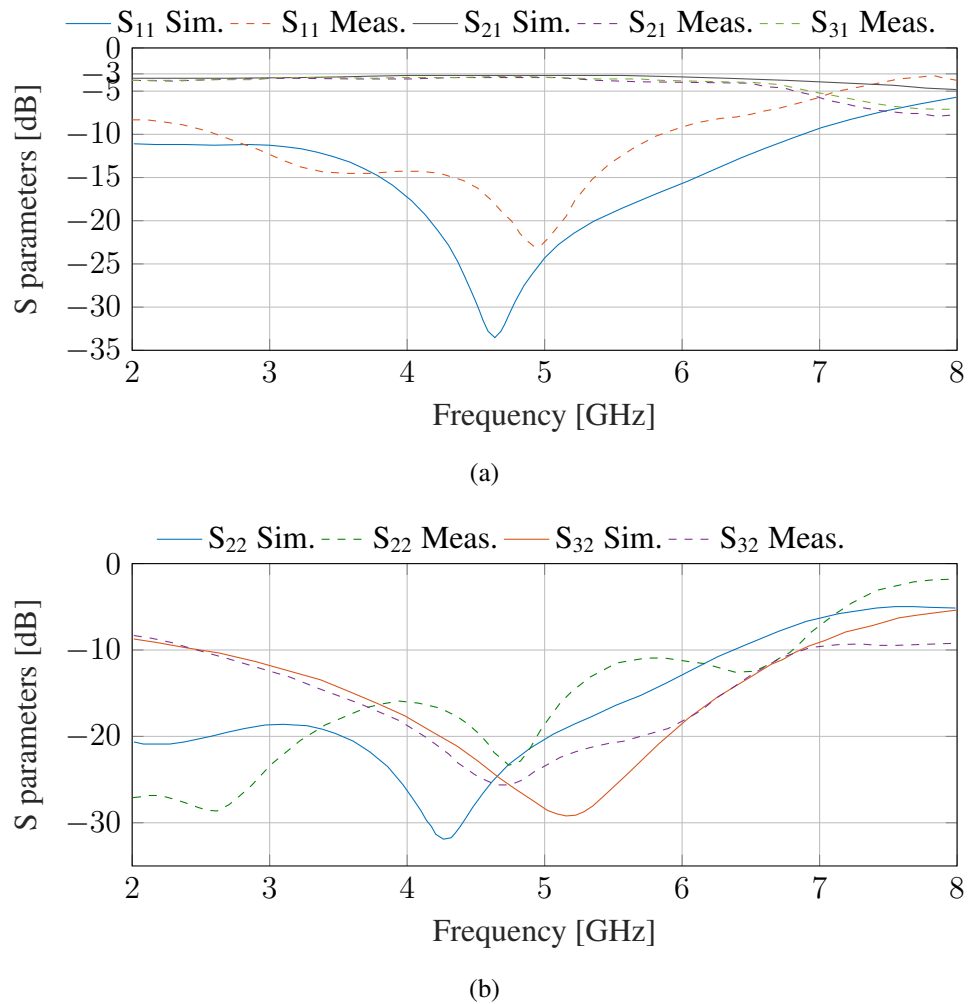 S11 Sim. S11 Meas. S21 Sim. S21 Meas. S31 Meas.
0
−3
−5
−10
−15
−20
−25
−30
−35
S parameters [dB]
2 3 4 5 6 7 8
Frequency [GHz]
(a)
S22 Sim. S22 Meas. S32 Sim. S32 Meas.
0
−10
−20
−30
S parameters [dB]
2 3 4 5 6 7 8
Frequency [GHz]
(b)